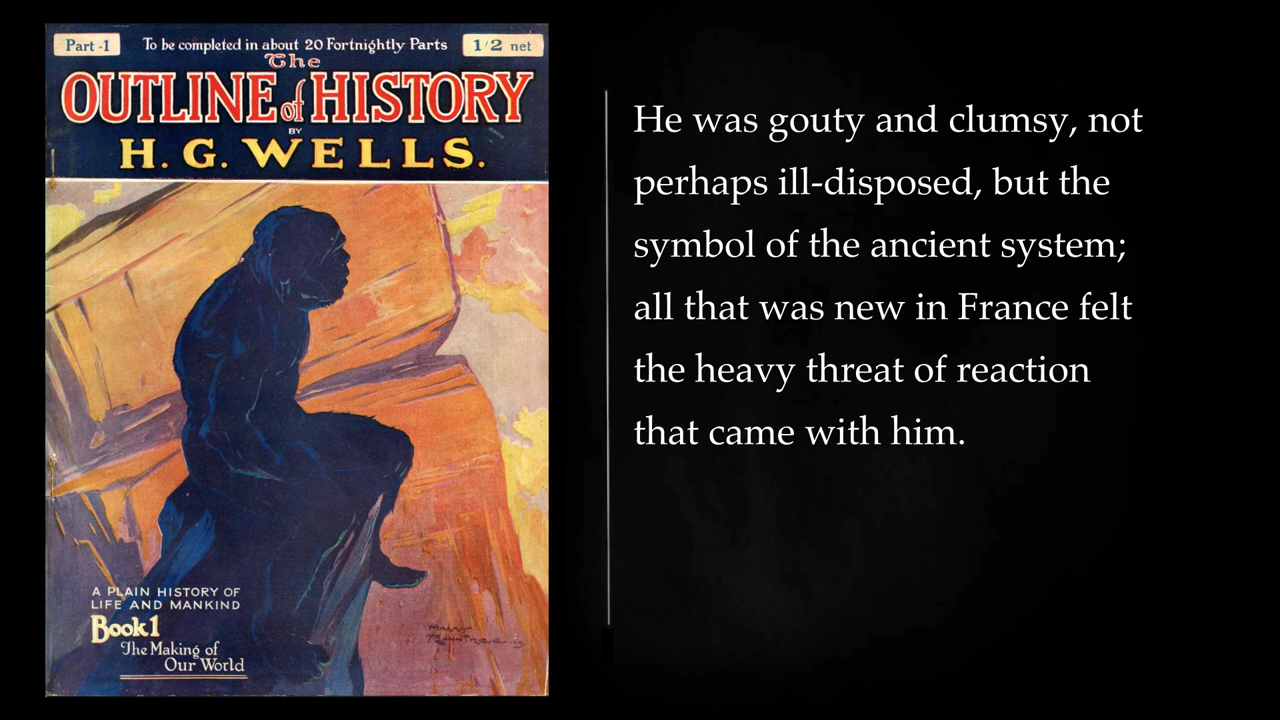 Part -1
To be completed in about 20 Fortnightly Parts
1/2 net
The
OUTLINE of HISTORY
BY
H. G. WELLS.
A PLAIN HISTORY OF
LIFE AND MANKIND
Book 1
The Making of
Our World
He was gouty and clumsy, not
perhaps ill-disposed, but the
symbol of the ancient system;
all that was new in France felt
the heavy threat of reaction
that came with him.